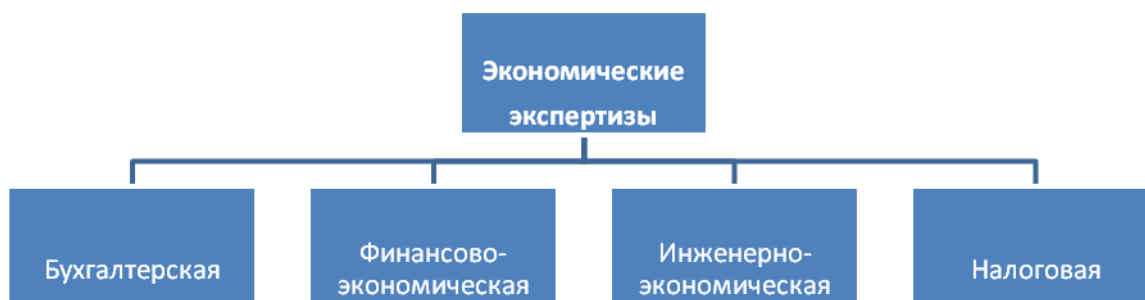 Экономические
экспертизы
Бухгалтерская
Финансово-
экономическая
Инженерно-
экономическая
Налоговая